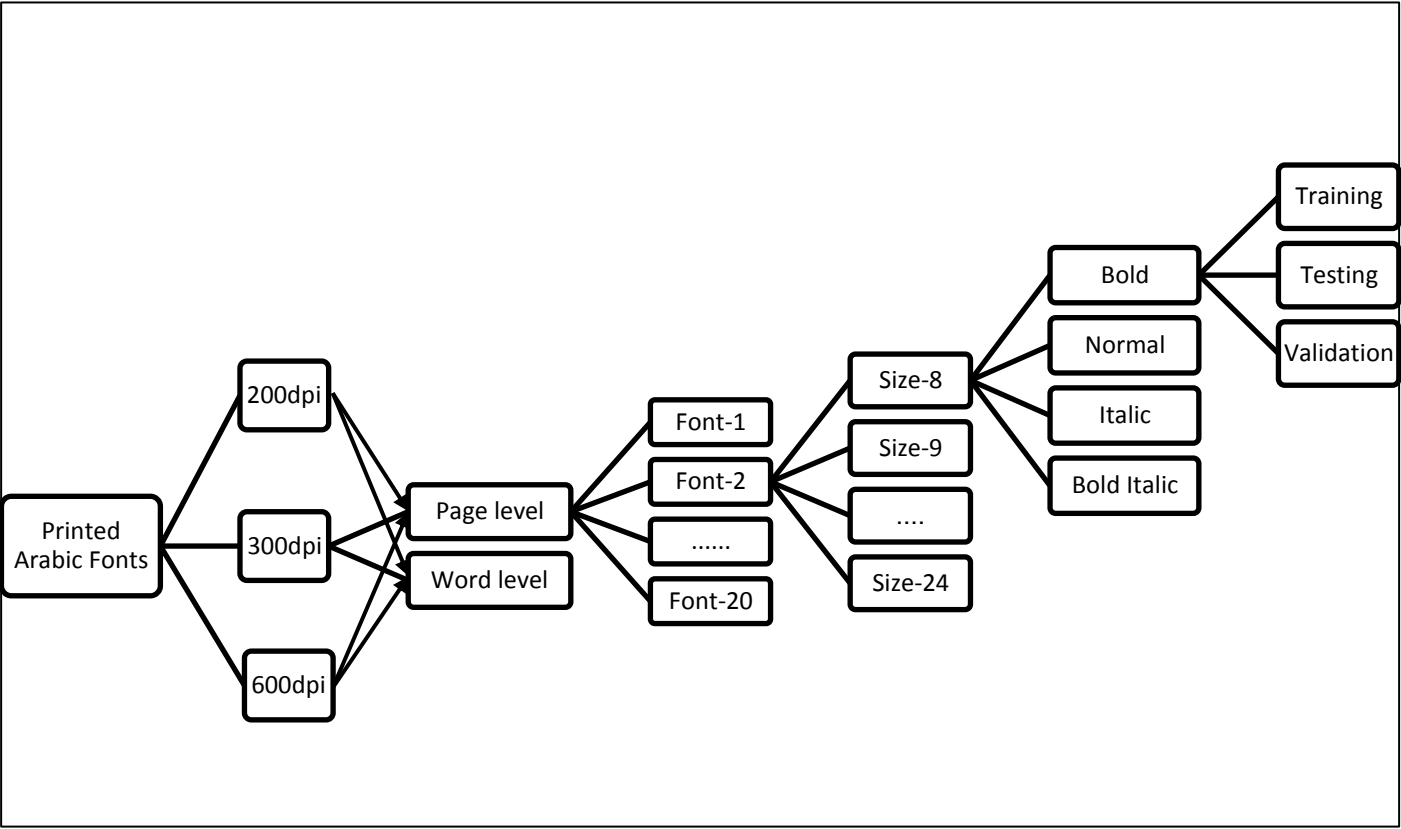 Printed
Arabic Fonts
200dpi
300dpi
600dpi
Page level
Word level
Font-1
Font-2
......
Font-20
Size-8
Size-9
....
Size-24
Bold
Normal
Italic
Bold Italic
Training
Testing
Validation